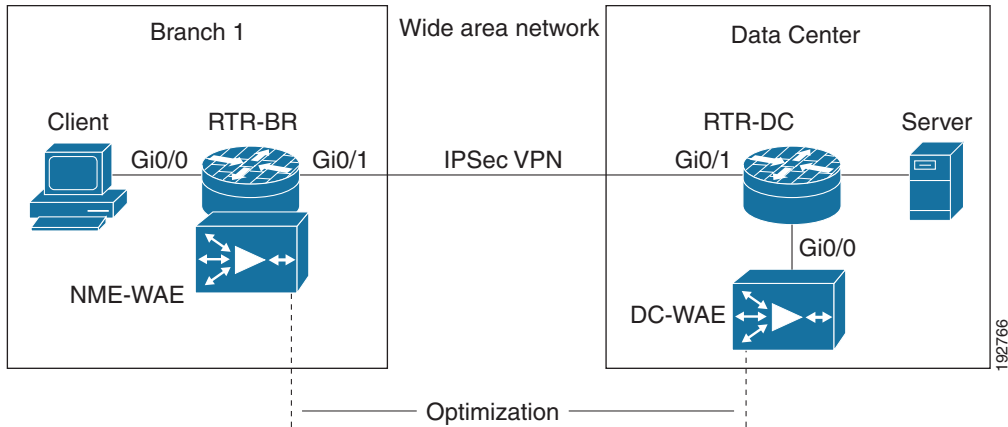 Branch 1
Wide area network
Data Center
Client
RTR-BR
RTR-DC
Server
Gi0/0
Gi0/1
IPSec VPN
Gi0/1
Gi0/0
NME-WAE
DC-WAE
192766
Optimization